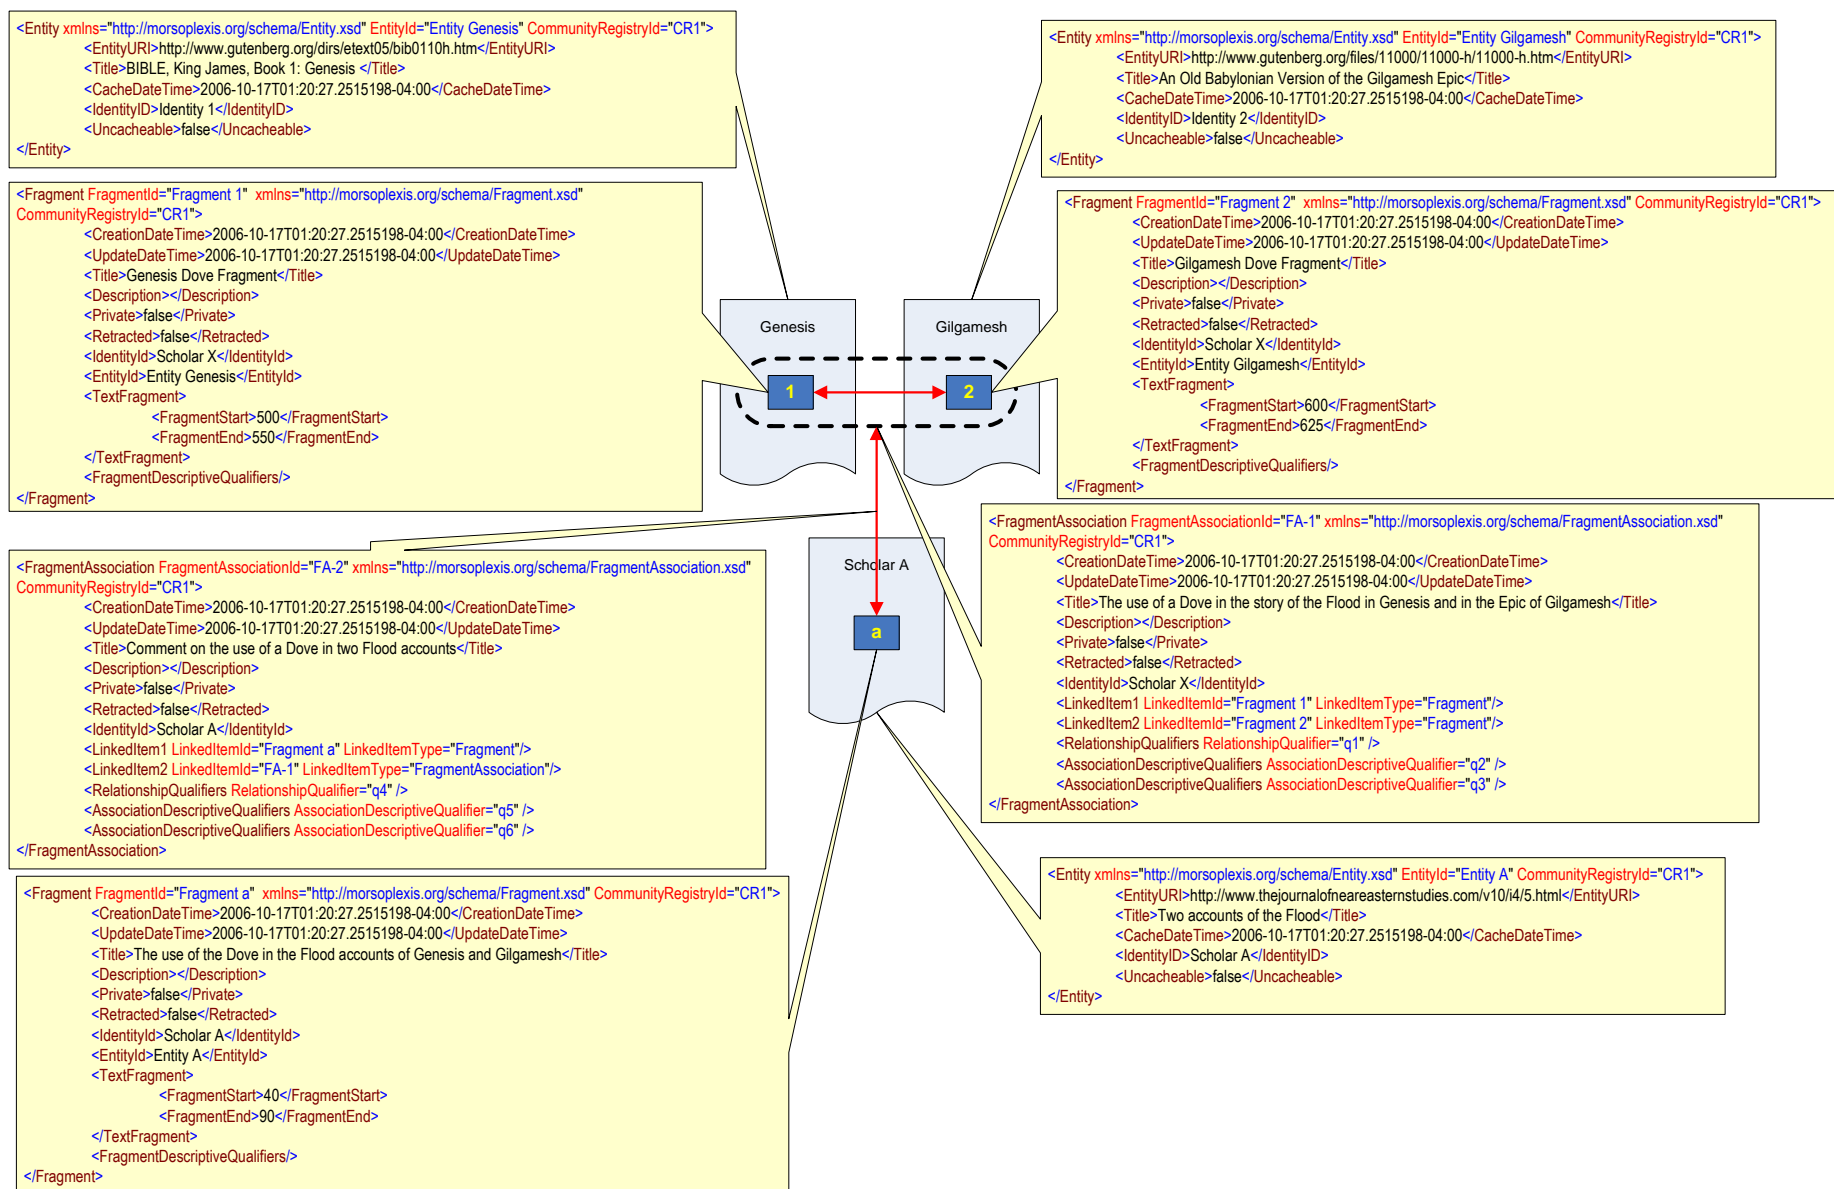 <Entity xmlns="http://morsoplexis.org/schema/Entity.xsd" EntityId="Entity Genesis" CommunityRegistryId="CR1">
<EntityURI>http://www.gutenberg.org/dirs/etext05/bib0110h.htm</EntityURI>
<Title>BIBLE, King James, Book 1: Genesis </Title>
<CacheDateTime>2006-10-17T01:20:27.2515198-04:00</CacheDateTime>
<IdentityID>Identity 1</IdentityID>
<Uncacheable>false</Uncacheable>
</Entity>
<Entity xmlns="http://morsoplexis.org/schema/Entity.xsd" EntityId="Entity Gilgamesh" CommunityRegistryId="CR1">
<EntityURI>http://www.gutenberg.org/files/11000/11000-h/11000-h.htm</EntityURI>
<Title>An Old Babylonian Version of the Gilgamesh Epic</Title>
<CacheDateTime>2006-10-17T01:20:27.2515198-04:00</CacheDateTime>
<IdentityID>Identity 2</IdentityID>
<Uncacheable>false</Uncacheable>
</Entity>
<Fragment FragmentId="Fragment 1" xmlns="http://morsoplexis.org/schema/Fragment.xsd"
CommunityRegistryId="CR1">
<CreationDateTime>2006-10-17T01:20:27.2515198-04:00</CreationDateTime>
<UpdateDateTime>2006-10-17T01:20:27.2515198-04:00</UpdateDateTime>
<Title>Genesis Dove Fragment</Title>
<Description></Description>
<Private>false</Private>
<Retracted>false</Retracted>
<IdentityId>Scholar X</IdentityId>
<EntityId>Entity Genesis</EntityId>
<TextFragment>
<FragmentStart>500</FragmentStart>
<FragmentEnd>550</FragmentEnd>
</TextFragment>
<FragmentDescriptiveQualifiers/>
</Fragment>
Genesis
1
Gilgamesh
2
<Fragment FragmentId="Fragment 2" xmlns="http://morsoplexis.org/schema/Fragment.xsd" CommunityRegistryId="CR1">
<CreationDateTime>2006-10-17T01:20:27.2515198-04:00</CreationDateTime>
<UpdateDateTime>2006-10-17T01:20:27.2515198-04:00</UpdateDateTime>
<Title>Gilgamesh Dove Fragment</Title>
<Description></Description>
<Private>false</Private>
<Retracted>false</Retracted>
<IdentityId>Scholar X</IdentityId>
<EntityId>Entity Gilgamesh</EntityId>
<TextFragment>
<FragmentStart>600</FragmentStart>
<FragmentEnd>625</FragmentEnd>
</TextFragment>
<FragmentDescriptiveQualifiers/>
</Fragment>
<FragmentAssociation FragmentAssociationId="FA-2" xmlns="http://morsoplexis.org/schema/FragmentAssociation.xsd"
CommunityRegistryId="CR1">
<CreationDateTime>2006-10-17T01:20:27.2515198-04:00</CreationDateTime>
<UpdateDateTime>2006-10-17T01:20:27.2515198-04:00</UpdateDateTime>
<Title>Comment on the use of a Dove in two Flood accounts</Title>
<Description></Description>
<Private>false</Private>
<Retracted>false</Retracted>
<IdentityId>Scholar A</IdentityId>
<LinkedItem1 LinkedItemId="Fragment a" LinkedItemType="Fragment"/>
<LinkedItem2 LinkedItemId="FA-1" LinkedItemType="FragmentAssociation"/>
<RelationshipQualifiers RelationshipQualifier="q4" />
<AssociationDescriptiveQualifiers AssociationDescriptiveQualifier="q5" />
<AssociationDescriptiveQualifiers AssociationDescriptiveQualifier="q6" />
</FragmentAssociation>
Scholar A
a
<FragmentAssociation FragmentAssociationId="FA-1" xmlns="http://morsoplexis.org/schema/FragmentAssociation.xsd"
CommunityRegistryId="CR1">
<CreationDateTime>2006-10-17T01:20:27.2515198-04:00</CreationDateTime>
<UpdateDateTime>2006-10-17T01:20:27.2515198-04:00</UpdateDateTime>
<Title>The use of a Dove in the story of the Flood in Genesis and in the Epic of Gilgamesh</Title>
<Description></Description>
<Private>false</Private>
<Retracted>false</Retracted>
<IdentityId>Scholar X</IdentityId>
<LinkedItem1 LinkedItemId="Fragment 1" LinkedItemType="Fragment"/>
<LinkedItem2 LinkedItemId="Fragment 2" LinkedItemType="Fragment"/>
<RelationshipQualifiers RelationshipQualifier="q1" />
<AssociationDescriptiveQualifiers AssociationDescriptiveQualifier="q2" />
<AssociationDescriptiveQualifiers AssociationDescriptiveQualifier="q3" />
</FragmentAssociation>
<Fragment FragmentId="Fragment a" xmlns="http://morsoplexis.org/schema/Fragment.xsd" CommunityRegistryId="CR1">
<CreationDateTime>2006-10-17T01:20:27.2515198-04:00</CreationDateTime>
<UpdateDateTime>2006-10-17T01:20:27.2515198-04:00</UpdateDateTime>
<Title>The use of the Dove in the Flood accounts of Genesis and Gilgamesh</Title>
<Description></Description>
<Private>false</Private>
<Retracted>false</Retracted>
<IdentityId>Scholar A</IdentityId>
<EntityId>Entity A</EntityId>
<TextFragment>
<FragmentStart>40</FragmentStart>
<FragmentEnd>90</FragmentEnd>
</TextFragment>
<FragmentDescriptiveQualifiers/>
</Fragment>
<Entity xmlns="http://morsoplexis.org/schema/Entity.xsd" EntityId="Entity A" CommunityRegistryId="CR1">
<EntityURI>http://www.thejournalofneareasternstudies.com/v10/i4/5.html</EntityURI>
<Title>Two accounts of the Flood</Title>
<CacheDateTime>2006-10-17T01:20:27.2515198-04:00</CacheDateTime>
<IdentityID>Scholar A</IdentityID>
<Uncacheable>false</Uncacheable>
</Entity>